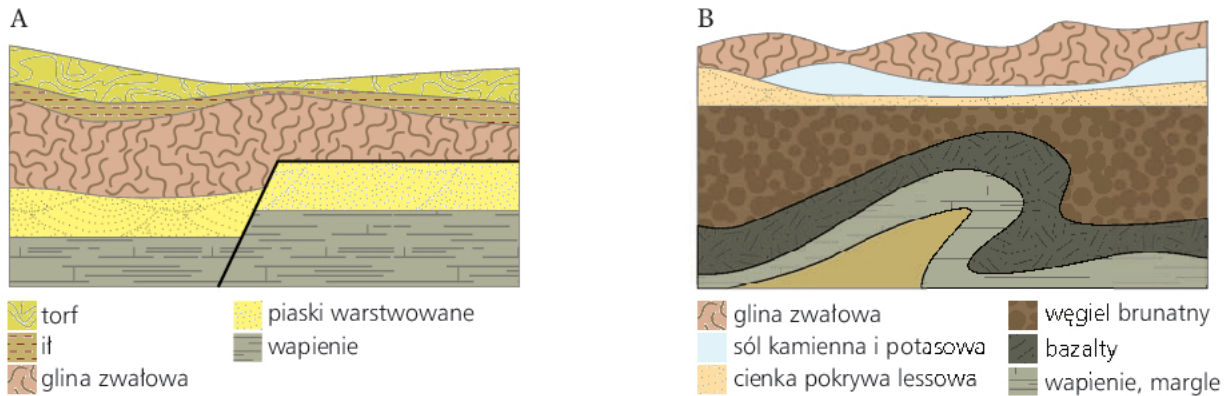 A
torf
ił
glina zwałowa
piaski warstwowane
wapienie
B
glina zwałowa
sól kamienna i potasowa
cienka pokrywa lessowa
węgiel brunatny
bazalty
wapienie, margle